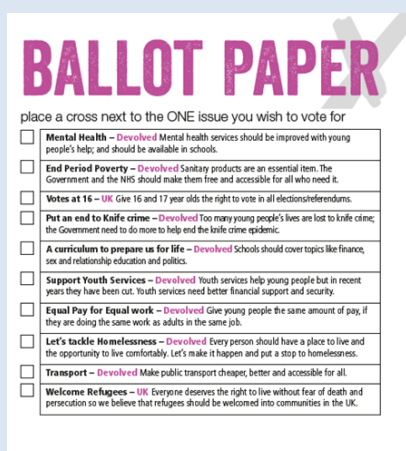 BALLOT PAPER
place a cross next to the ONE issue you wish to vote for
Mental Health – Devolved Mental health services should be improved with young
people's help; and should be available in schools.
End Period Poverty – Devolved Sanitary products are an essential item. The
Government and the NHS should make them free and accessible for all who need it.
Votes at 16 – UK Give 16 and 17 year olds the right to vote in all elections/referendums.
Put an end to Knife crime – Devolved Too many young people's lives are lost to knife crime;
the Government need to do more to help end the knife crime epidemic.
A curriculum to prepare us for life – Devolved Schools should cover topics like finance,
sex and relationship education and politics.
Support Youth Services – Devolved Youth services help young people but in recent
years they have been cut. Youth services need better financial support and security.
Equal Pay for Equal work – Devolved Give young people the same amount of pay, if
they are doing the same work as adults in the same job.
Let's tackle Homelessness – Devolved Every person should have a place to live and
the opportunity to live comfortably. Let's make it happen and put a stop to homelessness.
Transport – Devolved Make public transport cheaper, better and accessible for all.
Welcome Refugees – UK Everyone deserves the right to live without fear of death and
persecution so we believe that refugees should be welcomed into communities in the UK.